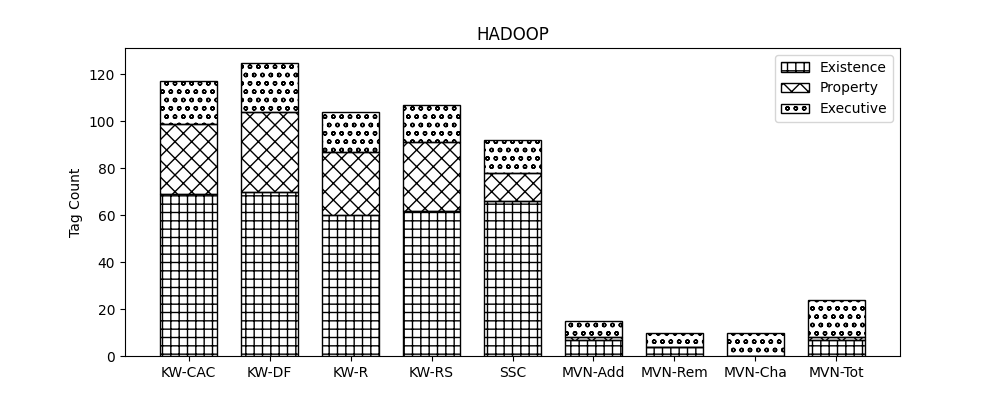 HADOOP
Existence
Property
Executive
Tag Count
120
100
80
60
40
20
0
KW-CAC KW-DF KW-R KW-RS SSC MVN-Add MVN-Rem MVN-Cha MVN-Tot